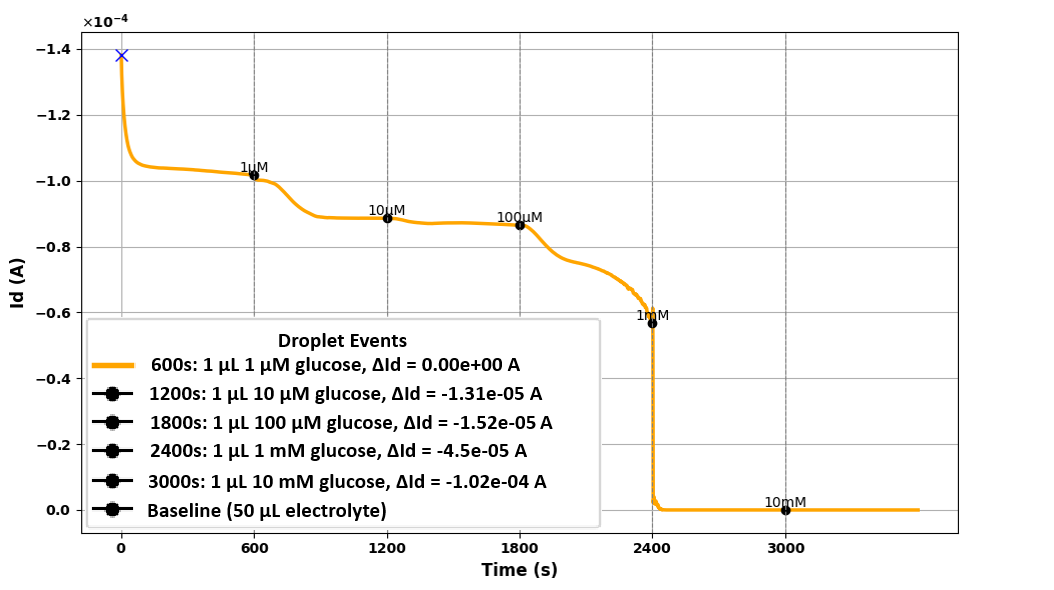 ×10⁻⁴
−1.4
−1.2
−1.0
−0.8
−0.6
−0.4
−0.2
0.0
Id (A)
1μM
10μM
100μM
1mM
10mM
Droplet Events
600s: 1 μL 1 μM glucose, ΔId = 0.00e+00 A
1200s: 1 μL 10 μM glucose, ΔId = -1.31e-05 A
1800s: 1 μL 100 μM glucose, ΔId = -1.52e-05 A
2400s: 1 μL 1 mM glucose, ΔId = -4.5e-05 A
3000s: 1 μL 10 mM glucose, ΔId = -1.02e-04 A
Baseline (50 μL electrolyte)
0 600 1200 1800 2400 3000
Time (s)